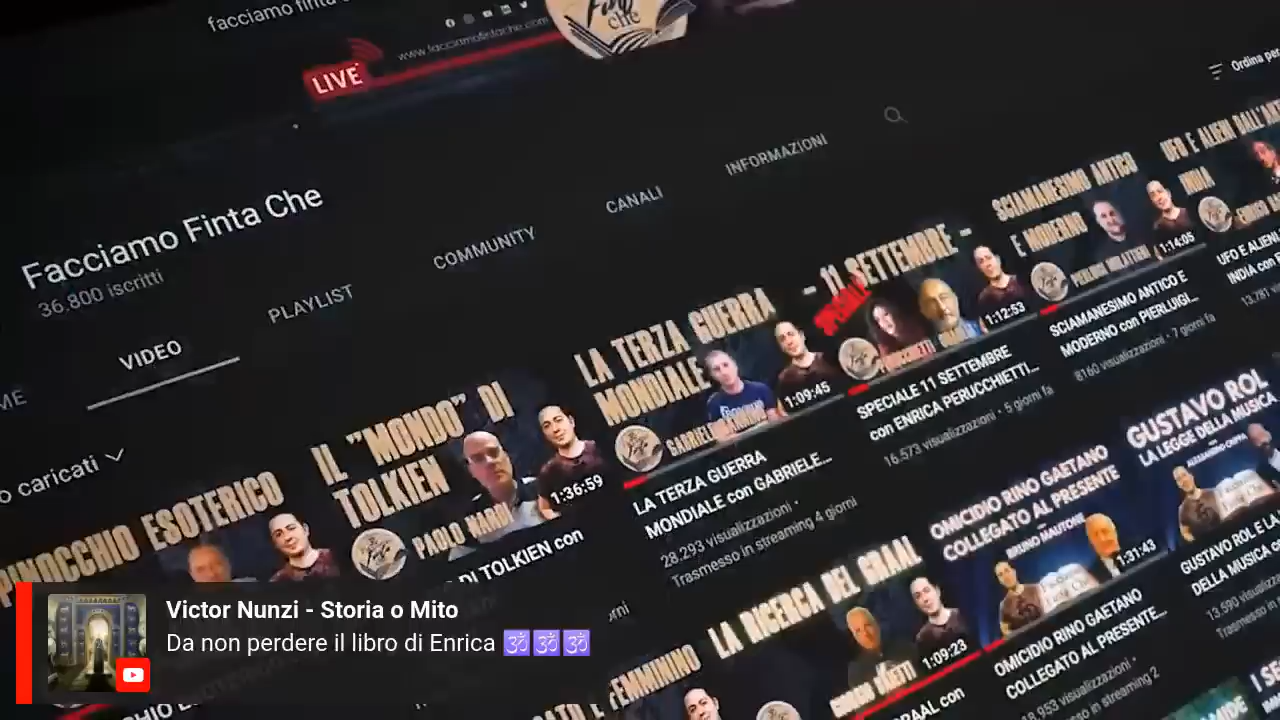 facciamo finta
Finta
che
LIVE
www.facciamofintache.com
Ordina per
Facciamo Finta Che
36.800 iscritti
VIDEO
PLAYLIST
COMMUNITY
CANALI
INFORMAZIONI
caricati
PINOCCHIO ESOTERICO
IL "MONDO" DI
TOLKIEN
PAOLO NARDI
1:36:59
DI TOLKIEN con
LA TERZA GUERRA
MONDIALE
1:09:45
LA TERZA GUERRA
MONDIALE con GABRIELE...
28.293 visualizzazioni •
Trasmesso in streaming 4 giorni
SPECIALE
- 11 SETTEMBRE -
1:12:53
SPECIALE 11 SETTEMBRE
con ENRICA PERUCCHIETTI...
16.573 visualizzazioni • 5 giorni fa
SCIAMANESIMO ANTICO
E MODERNO
1:14:05
SCIAMANESIMO ANTICO E
MODERNO con PIERLUIGI...
8160 visualizzazioni • 7 giorni fa
UFO E ALIENI
INDIA
LA RICERCA DEL GRAAL
1:09:23
GRAAL con
OMICIDIO RINO GAETANO
COLLEGATO AL PRESENTE
BRUNO MAUTONE
1:31:43
OMICIDIO RINO GAETANO
COLLEGATO AL PRESENTE...
18.953 visualizzazioni •
Trasmesso in streaming 2
GUSTAVO ROL
LA LEGGE DELLA MUSICA
GUSTAVO ROL E LA
DELLA MUSICA
13.590
Victor Nunzi - Storia o Mito
Da non perdere il libro di Enrica 🕉️🕉️🕉️